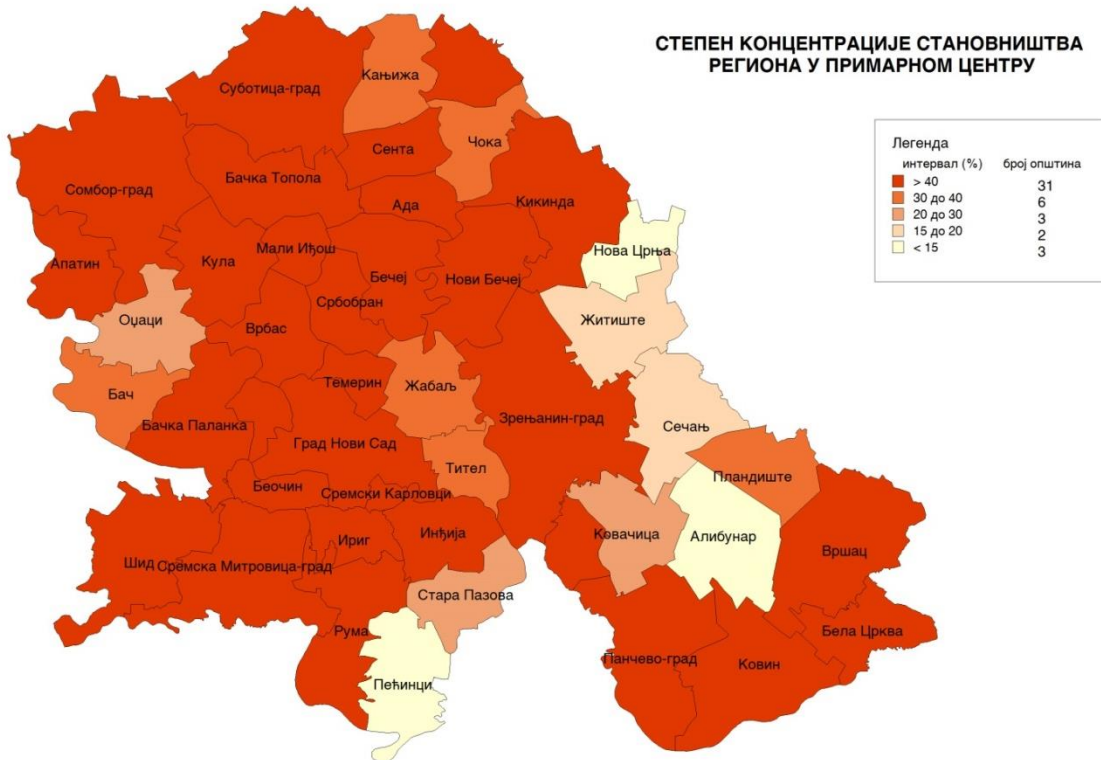 СТЕПЕН КОНЦЕНТРАЦИЈЕ СТАНОВНИШТВА
РЕГИОНА У ПРИМАРНОМ ЦЕНТРУ
Легенда
интервал (%) број општина
> 40 31
30 до 40 6
20 до 30 3
15 до 20 2
< 15 3
Кањижа
Суботица-град
Чока
Сента
Бачка Топола
Сомбор-град
Ада
Кикинда
Мали Иђош
Нова Црња
Кула
Апатин
Бечеј
Нови Бечеј
Србобран
Оџаци
Житиште
Врбас
Темерин
Жабаљ
Бач
Зрењанин-град
Бачка Паланка
Сечањ
Град Нови Сад
Тител
Пландиште
Беочин
Сремски Карловци
Инђија
Ковачица
Ириг
Алибунар
Вршац
Шид
Сремска Митровица-град
Стара Пазова
Рума
Бела Црква
Панчево-град
Ковин
Пећинци